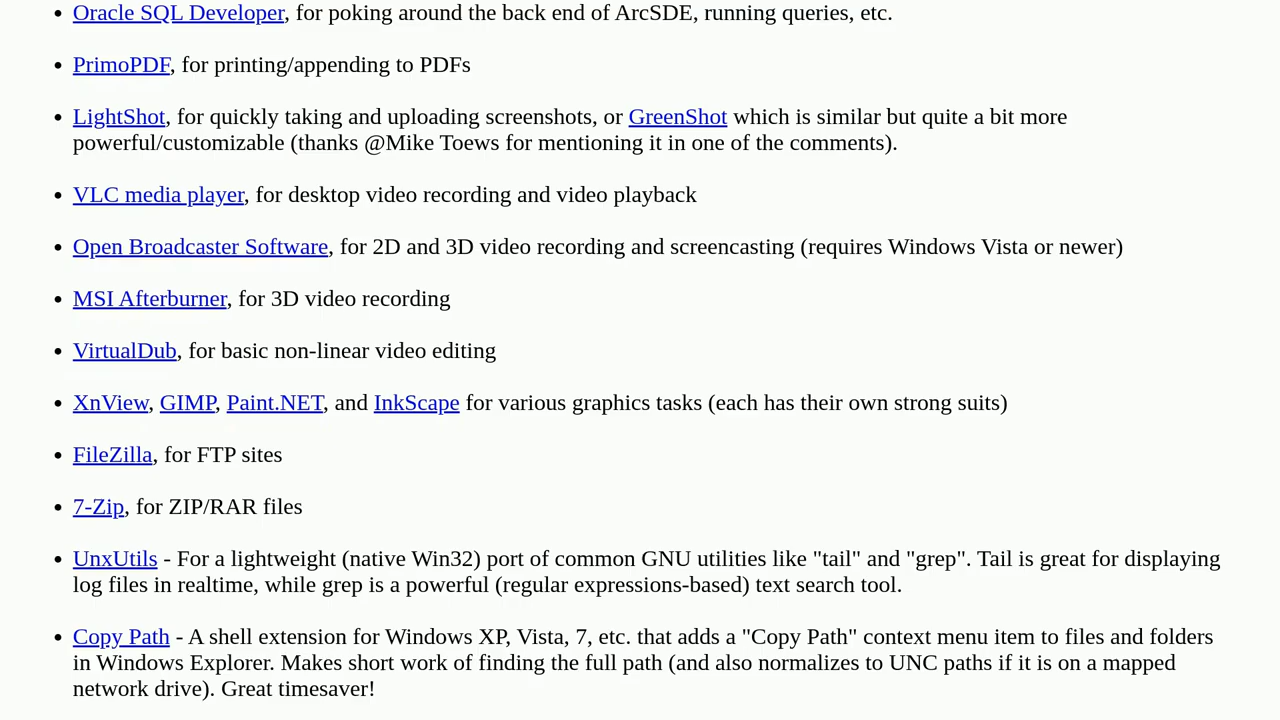 • Oracle SQL Developer, for poking around the back end of ArcSDE, running queries, etc.
• PrimoPDF, for printing/appending to PDFs
• LightShot, for quickly taking and uploading screenshots, or GreenShot which is similar but quite a bit more
powerful/customizable (thanks @Mike Toews for mentioning it in one of the comments).
• VLC media player, for desktop video recording and video playback
• Open Broadcaster Software, for 2D and 3D video recording and screencasting (requires Windows Vista or newer)
• MSI Afterburner, for 3D video recording
• VirtualDub, for basic non-linear video editing
• XnView, GIMP, Paint.NET, and InkScape for various graphics tasks (each has their own strong suits)
• FileZilla, for FTP sites
• 7-Zip, for ZIP/RAR files
• UnxUtils - For a lightweight (native Win32) port of common GNU utilities like "tail" and "grep". Tail is great for displaying
log files in realtime, while grep is a powerful (regular expressions-based) text search tool.
• Copy Path - A shell extension for Windows XP, Vista, 7, etc. that adds a "Copy Path" context menu item to files and folders
in Windows Explorer. Makes short work of finding the full path (and also normalizes to UNC paths if it is on a mapped
network drive). Great timesaver!